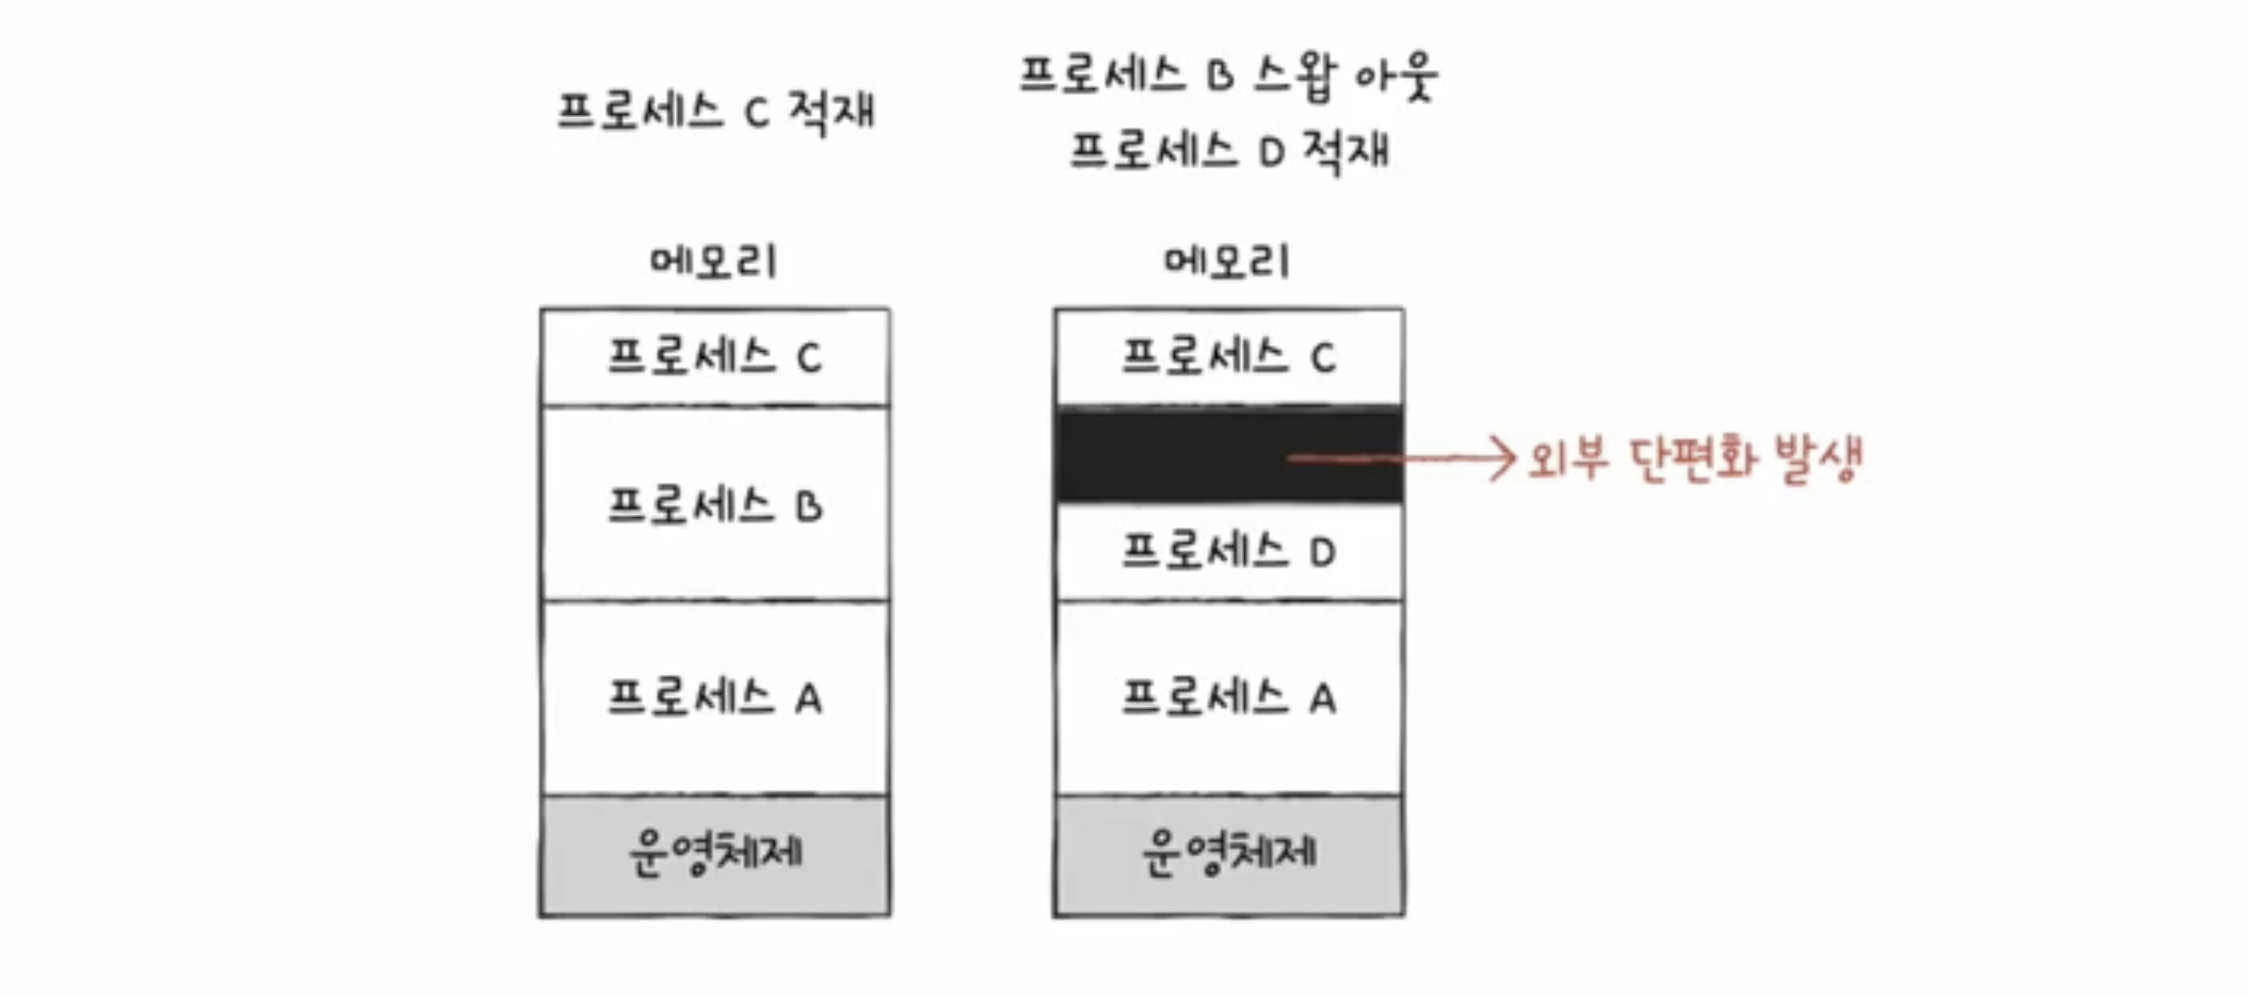 프로세스 C 적재
메모리
프로세스 C
프로세스 B
프로세스 A
운영체제
프로세스 B 스왑 아웃
프로세스 D 적재
메모리
프로세스 C
외부 단편화 발생
프로세스 D
프로세스 A
운영체제